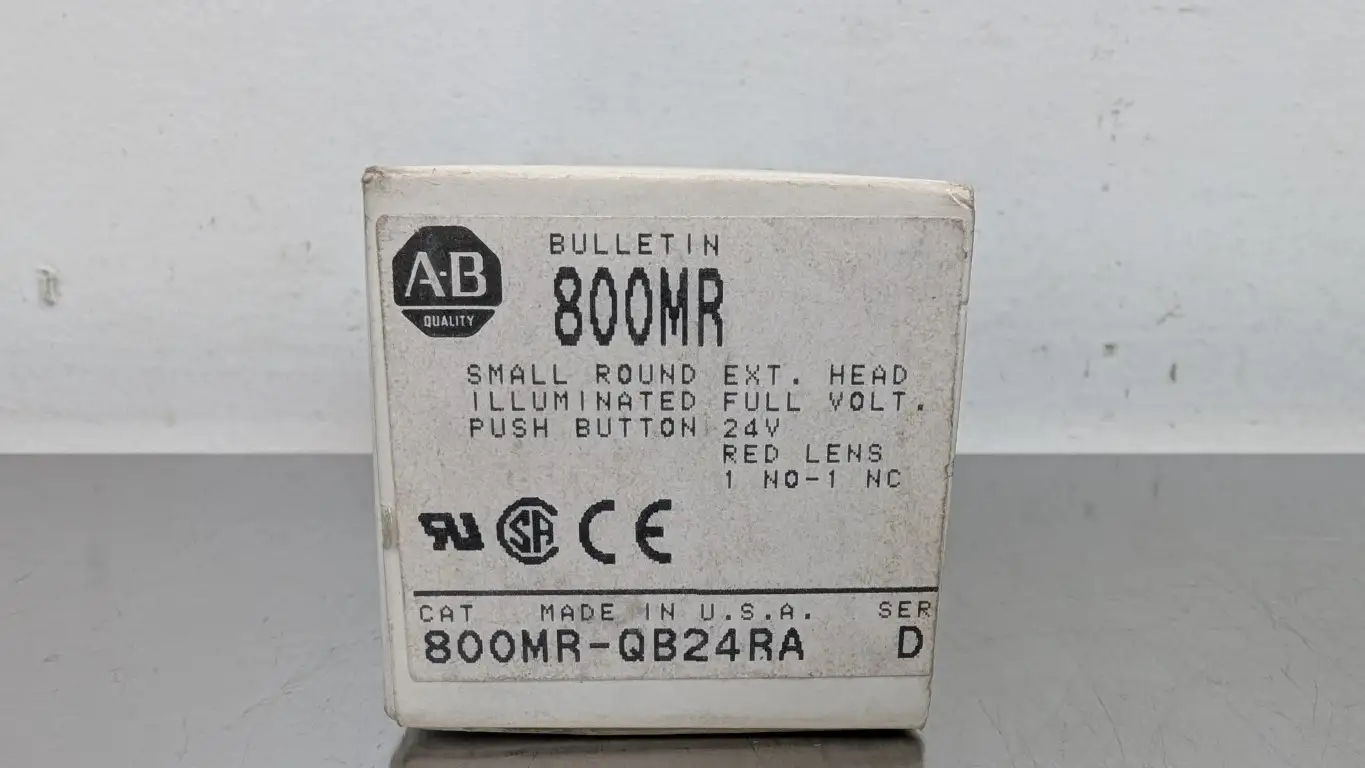 A-B
QUALITY
BULLETIN
800MR
SMALL ROUND EXT. HEAD
ILLUMINATED FULL VOLT.
PUSH BUTTON 24V
RED LENS
1 NO-1 NC
CE
CAT MADE IN U.S.A. SER
800MR-QB24RA D